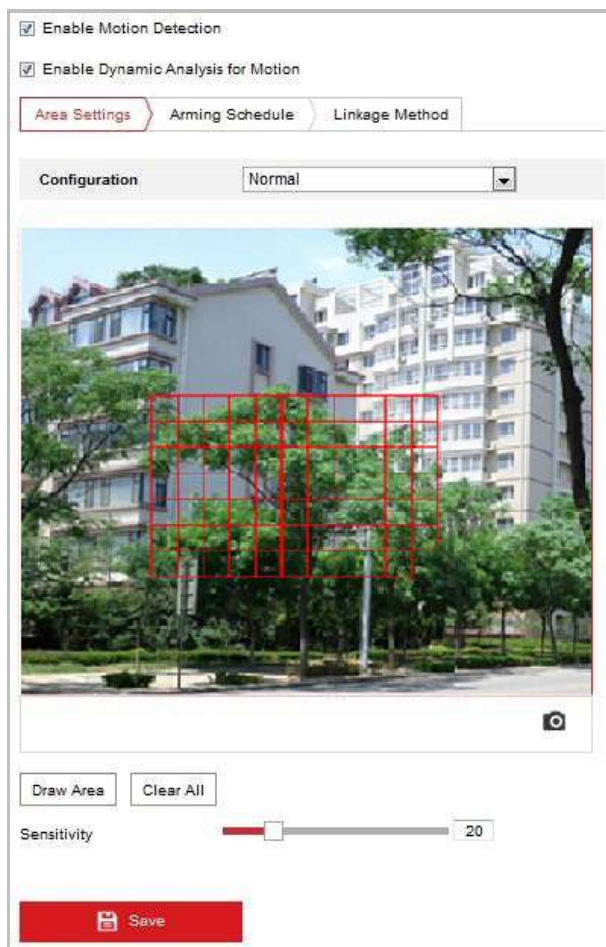 Enable Motion Detection
Enable Dynamic Analysis for Motion
Area Settings Arming Schedule Linkage Method
Configuration Normal
Draw Area Clear All
Sensitivity 20
Save